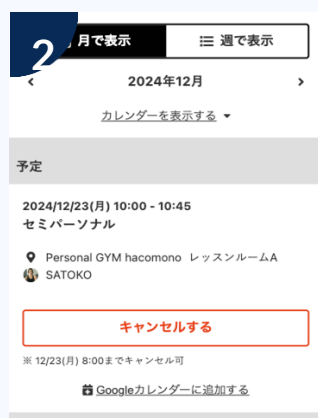 2
月で表示
週で表示
2024年12月
カレンダーを表示する
予定
2024/12/23(月) 10:00 - 10:45
セミパーソナル
Personal GYM hacomono レッスンルームA
SATOKO
キャンセルする
※ 12/23(月) 8:00までキャンセル可
Googleカレンダーに追加する